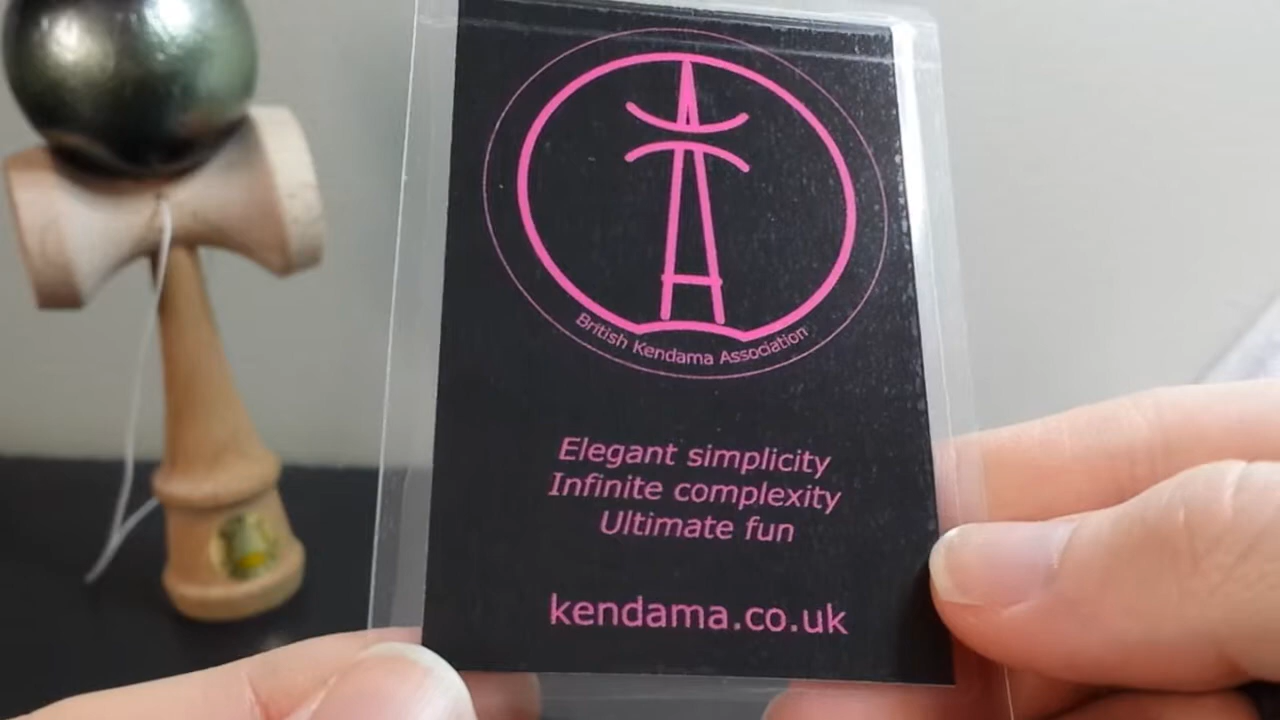 British Kendama Association
Elegant simplicity
Infinite complexity
Ultimate fun
kendama.co.uk